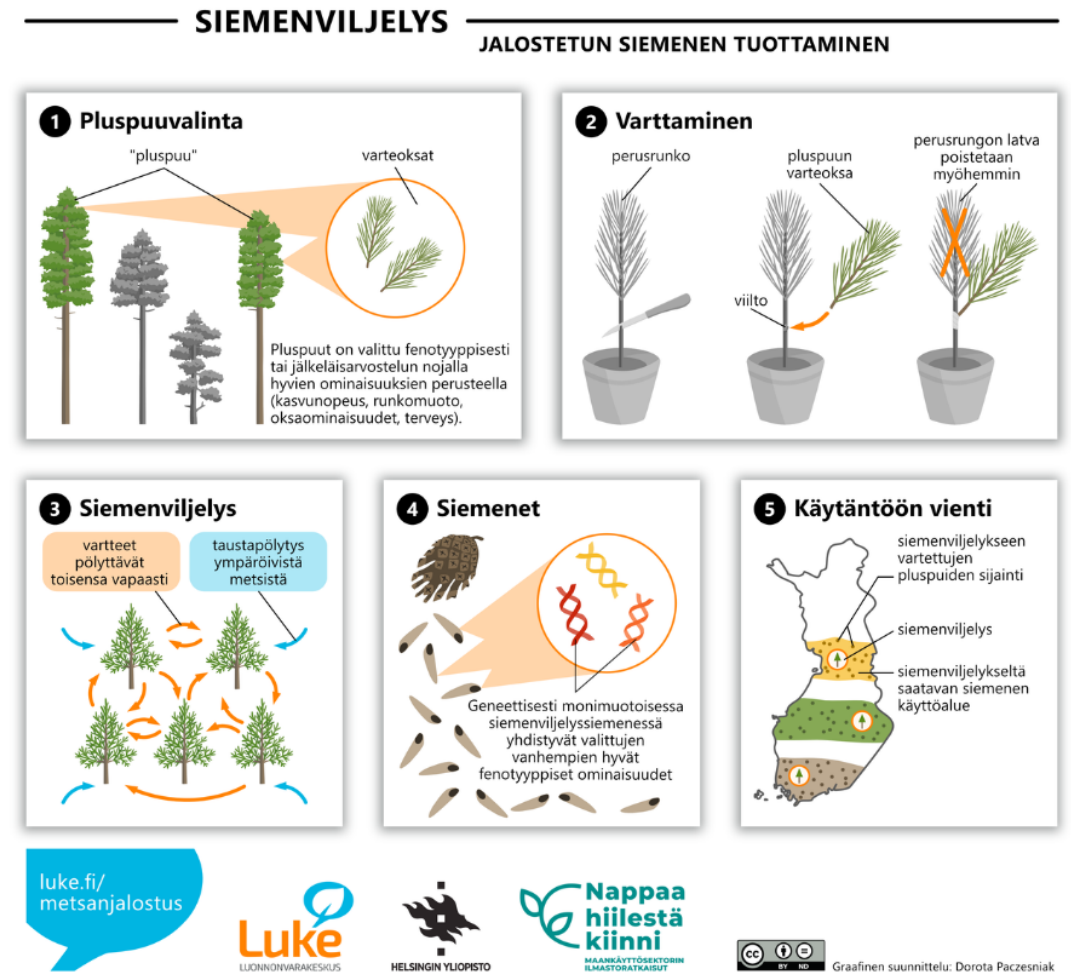 SIEMENVILJELYS
JALOSTETUN SIEMENEN TUOTTAMINEN
1 Pluspuuvalinta
"pluspuu"
varteoksat
Pluspuut on valittu fenotyyppisesti
tai jälkeläisarvostelun nojalla
hyvien ominaisuuksien perusteella
(kasvunopeus, runkomuoto,
oksaominaisuudet, terveys).
2 Varttaminen
perusrunko
pluspuun
varteoksa
perusrungon latva
poistetaan
myöhemmin
viilto
3 Siemenviljelys
vartteet
pölyttävät
toisensa vapaasti
taustapölytys
ympäröivistä
metsistä
4 Siemenet
Geneettisesti monimuotoisessa
siemenviljelyssiemenessä
yhdistyvät valittujen
vanhempien hyvät
fenotyyppiset ominaisuudet
5 Käytäntöön vienti
siemenviljelykseen
vartettujen
pluspuiden sijainti
siemenviljelys
siemenviljelykseltä
saatavan siemenen
käyttöalue
luke.fi/
metsanjalostus
Luke
LUONNONVARAKESKUS
HELSINGIN YLIOPISTO
Nappaa
hiilestä
kiinni
MAANKÄYTTÖSEKTORIN
ILMASTORATKAISUT
cc
BY ND
Graafinen suunnittelu: Dorota Paczesniak